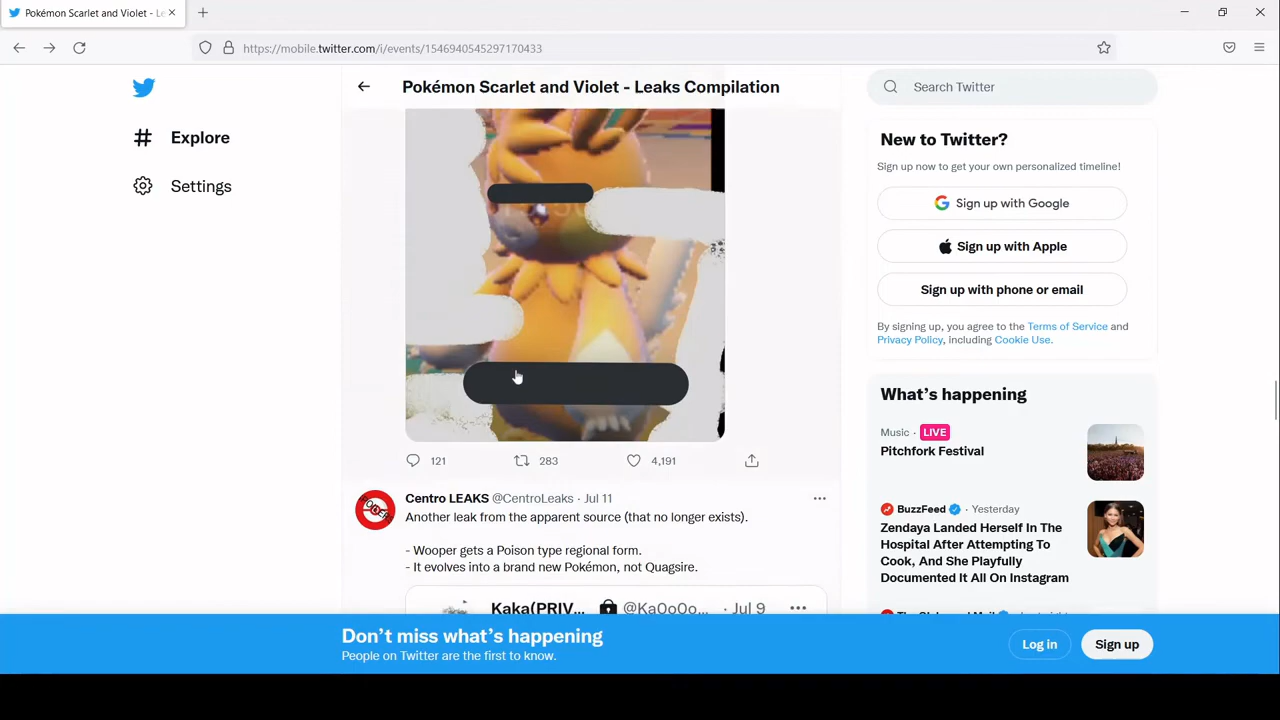 Pokémon Scarlet and Violet - Le
https://mobile.twitter.com/i/events/1546940545297170433
Explore
Settings
Pokémon Scarlet and Violet - Leaks Compilation
121
283
4,191
Centro LEAKS @CentroLeaks · Jul 11
Another leak from the apparent source (that no longer exists).
- Wooper gets a Poison type regional form.
- It evolves into a brand new Pokémon, not Quagsire.
Kaka(PRIV... @Ka0o0o... · Jul 9
Search Twitter
New to Twitter?
Sign up now to get your own personalized timeline!
Sign up with Google
Sign up with Apple
Sign up with phone or email
By signing up, you agree to the Terms of Service and
Privacy Policy, including Cookie Use.
What's happening
Music · LIVE
Pitchfork Festival
BuzzFeed · Yesterday
Zendaya Landed Herself In The
Hospital After Attempting To
Cook, And She Playfully
Documented It All On Instagram
Don't miss what's happening
People on Twitter are the first to know.
Log in
Sign up